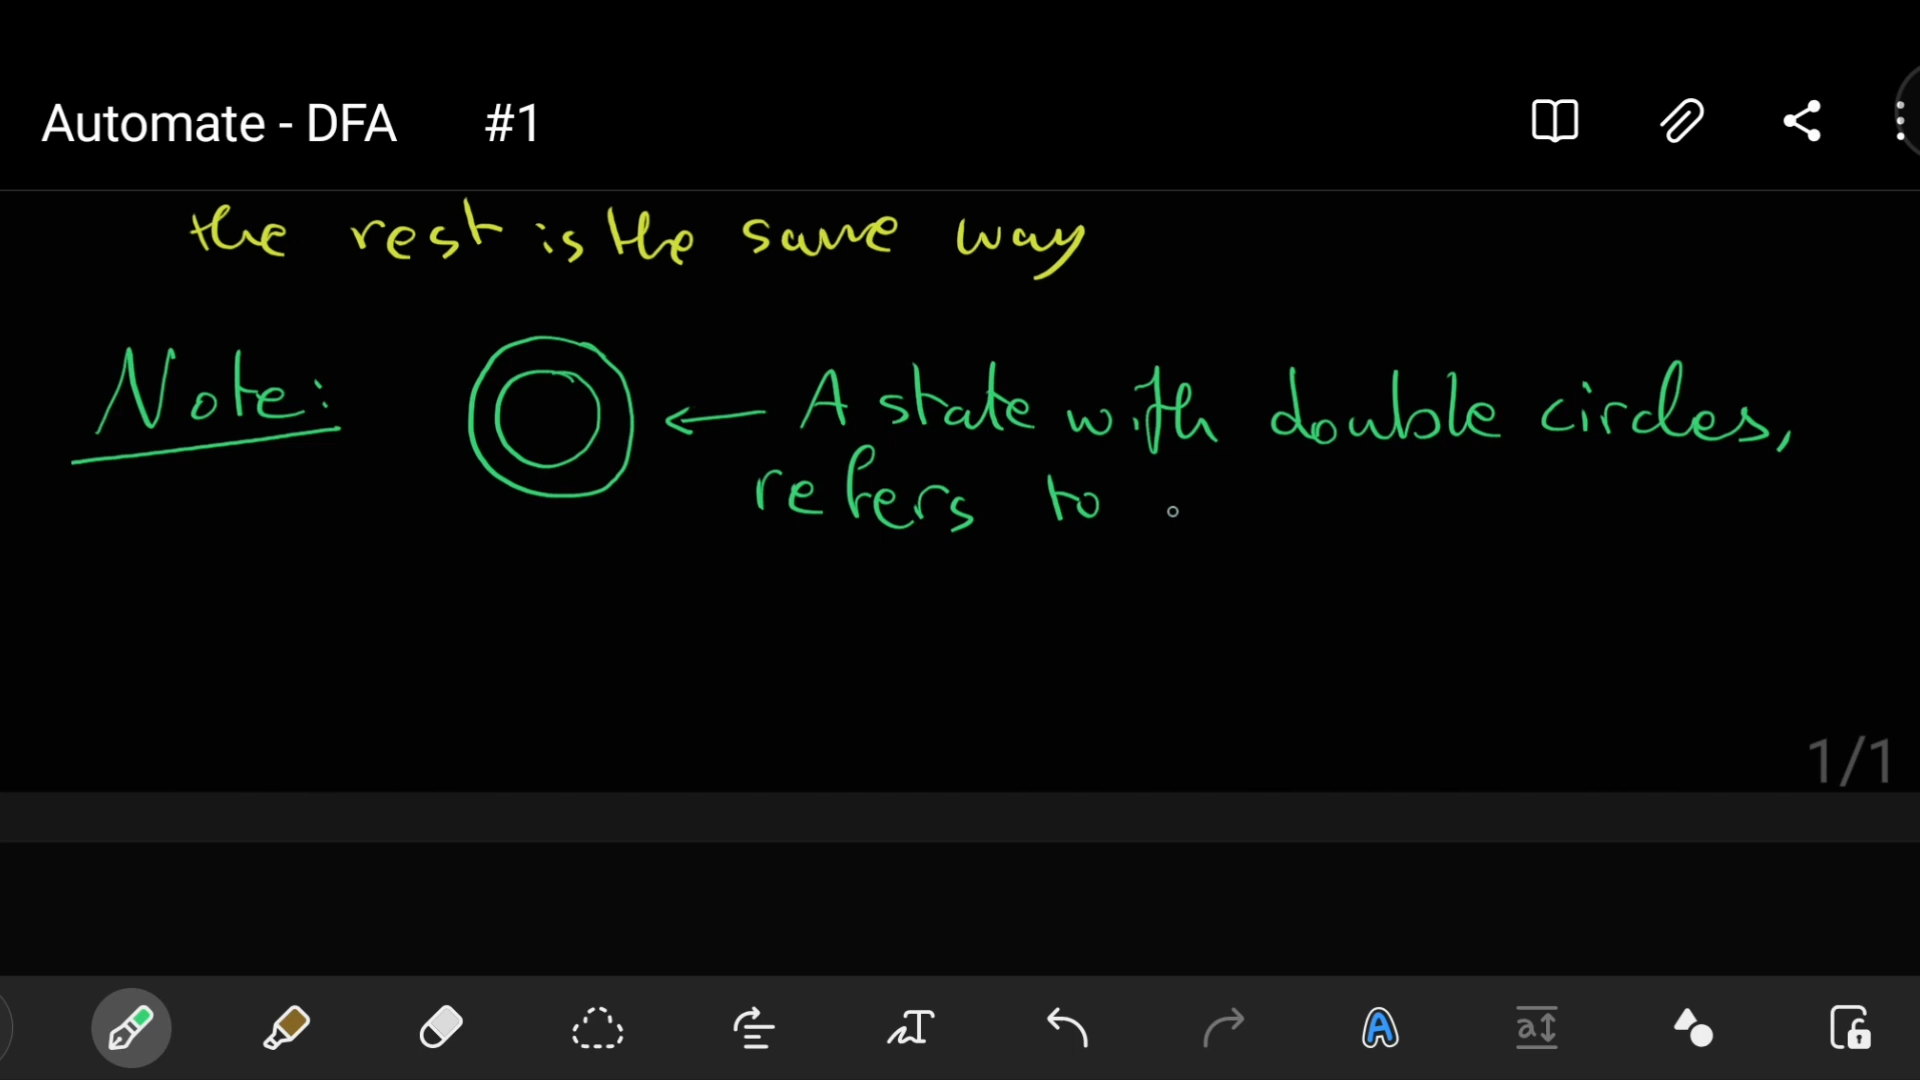 Automate - DFA #1
the rest is the same way
Note: ← A state with double circles,
refers to
1/1